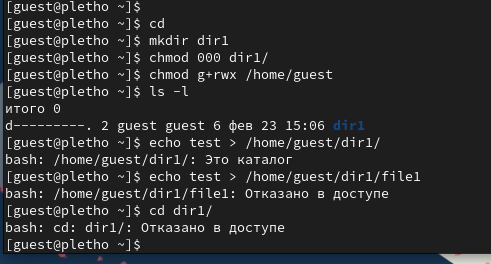 [guest@pletho ~]$
[guest@pletho ~]$ cd
[guest@pletho ~]$ mkdir dir1
[guest@pletho ~]$ chmod 000 dir1/
[guest@pletho ~]$ chmod g+rwx /home/guest
[guest@pletho ~]$ ls -l
итого 0
d---------. 2 guest guest 6 фев 23 15:06 dir1
[guest@pletho ~]$ echo test > /home/guest/dir1/
bash: /home/guest/dir1/: Это каталог
[guest@pletho ~]$ echo test > /home/guest/dir1/file1
bash: /home/guest/dir1/file1: Отказано в доступе
[guest@pletho ~]$ cd dir1/
bash: cd: dir1/: Отказано в доступе
[guest@pletho ~]$